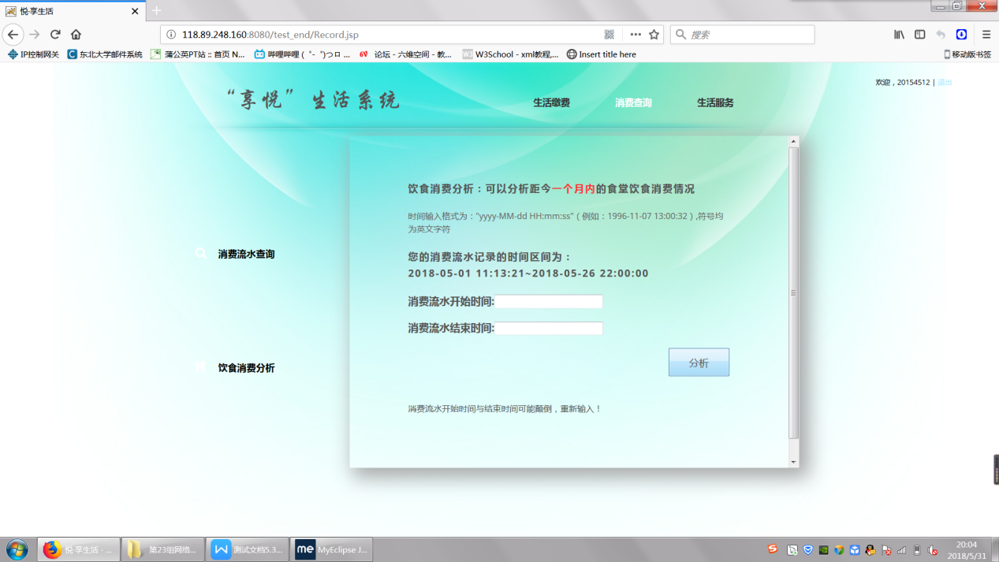 悦·享生活
118.89.248.160:8080/test_end/Record.jsp
搜索
IP控制网关
东北大学邮件系统
蒲公英PT站 :: 首页 N...
哔哩哔哩 ( ゜- ゜)つロ ...
论坛 - 六维空间 - 教...
W3School - xml教程,...
Insert title here
移动版书签
欢迎，20154512 | 退出
“享悦”生活系统
生活缴费
消费查询
生活服务
饮食消费分析：可以分析距今一个月内的食堂饮食消费情况
时间输入格式为："yyyy-MM-dd HH:mm:ss"（例如：1996-11-07 13:00:32）,符号均
为英文字符
消费流水查询
您的消费流水记录的时间区间为：
2018-05-01 11:13:21~2018-05-26 22:00:00
消费流水开始时间:
消费流水结束时间:
分析
饮食消费分析
消费流水开始时间与结束时间可能颠倒，重新输入！
悦·享生活 - ...
第23组网络...
测试文档5.3...
MyEclipse J...
20:04
2018/5/31